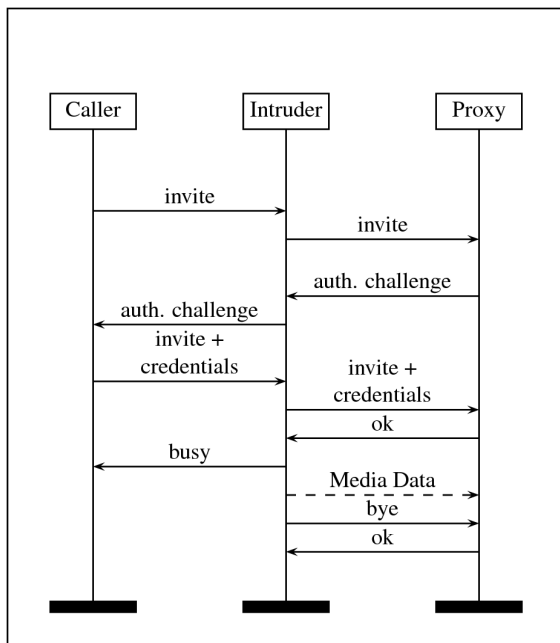 Caller
Intruder
Proxy
invite
invite
auth. challenge
auth. challenge
invite +
credentials
invite +
credentials
ok
busy
Media Data
bye
ok